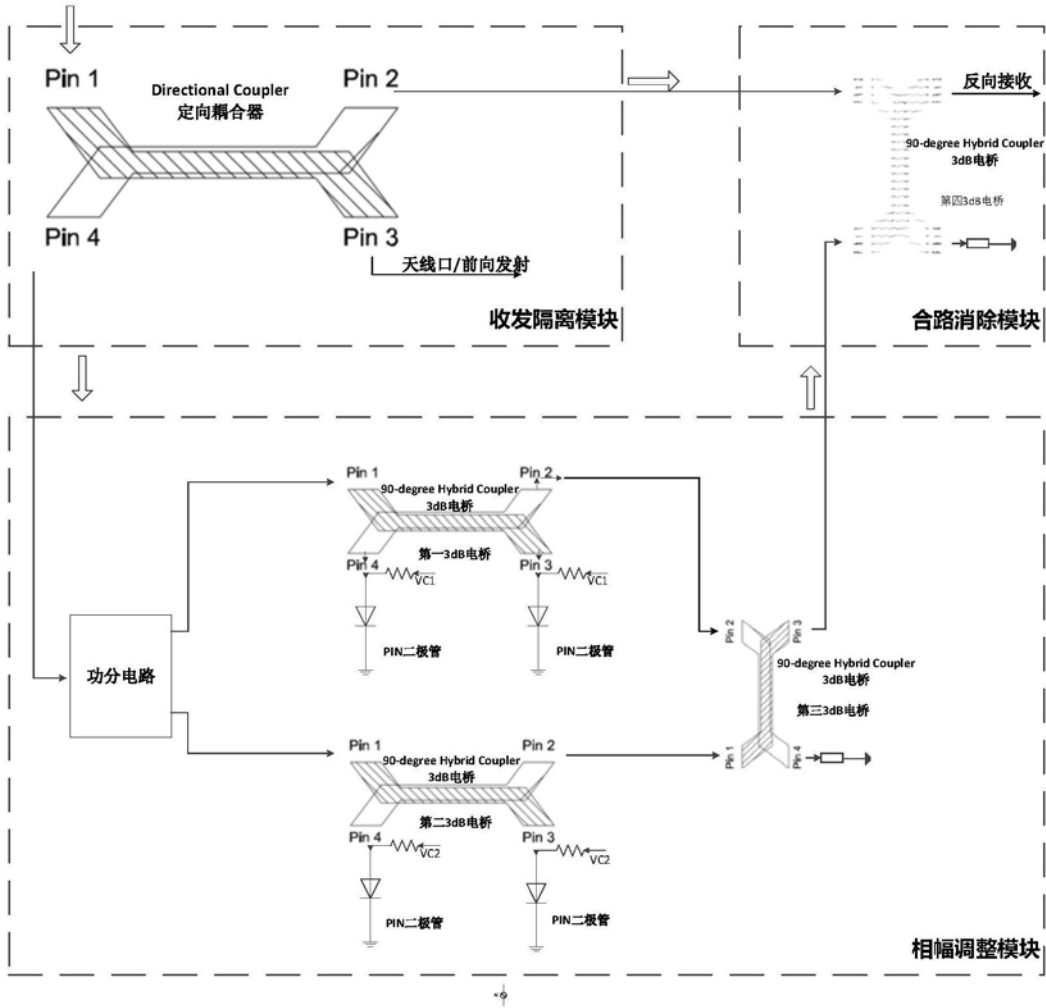 Pin 1
Directional Coupler
定向耦合器
Pin 2
Pin 4
Pin 3
天线口/前向发射
收发隔离模块
反向接收
90-degree Hybrid Coupler
3dB电桥
第四3dB电桥
合路消除模块
功分电路
Pin 1
Pin 2
90-degree Hybrid Coupler
3dB电桥
第一3dB电桥
Pin 4
Pin 3
VC1
VC1
PIN二极管
PIN二极管
Pin 1
Pin 2
90-degree Hybrid Coupler
3dB电桥
第二3dB电桥
Pin 4
Pin 3
VC2
VC2
PIN二极管
PIN二极管
Pin 2
Pin 3
90-degree Hybrid Coupler
3dB电桥
第三3dB电桥
Pin 1
Pin 4
相幅调整模块